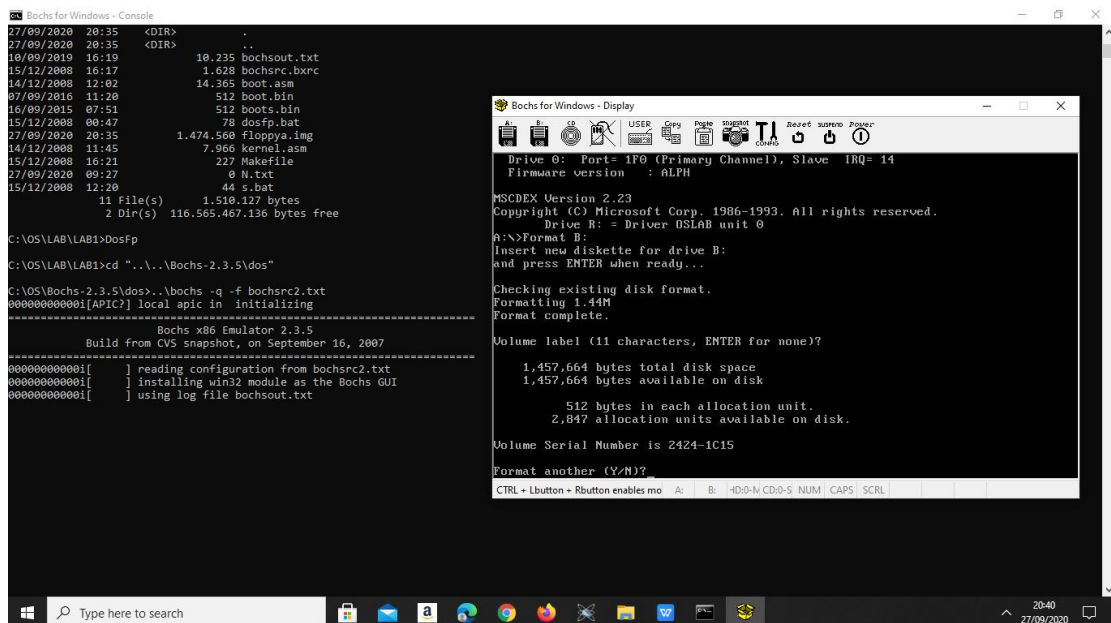 Bochs for Windows - Console
27/09/2020  20:35    <DIR>          .
27/09/2020  20:35    <DIR>          ..
10/09/2019  16:19            10.235 bochsout.txt
15/12/2008  16:17             1.628 bochsrc.bxrc
14/12/2008  12:02            14.365 boot.asm
07/09/2016  11:20               512 boot.bin
16/09/2015  07:51               512 boots.bin
15/12/2008  00:47                78 dosfp.bat
27/09/2020  20:35         1.474.560 floppya.img
14/12/2008  11:45             7.966 kernel.asm
15/12/2008  16:21               227 Makefile
27/09/2020  09:27                 0 N.txt
15/12/2008  12:20                44 s.bat
11 File(s)      1.510.127 bytes
2 Dir(s)  116.565.467.136 bytes free
C:\OS\LAB\LAB1>DosFp
C:\OS\LAB\LAB1>cd "..\..\Bochs-2.3.5\dos"
C:\OS\Bochs-2.3.5\dos>..\bochs -q -f bochsrc2.txt
00000000000i[APIC?] local apic in  initializing
========================================================================
Bochs x86 Emulator 2.3.5
Build from CVS snapshot, on September 16, 2007
========================================================================
00000000000i[     ] reading configuration from bochsrc2.txt
00000000000i[     ] installing win32 module as the Bochs GUI
00000000000i[     ] using log file bochsout.txt
Bochs for Windows - Display
A: B: CD USER Copy Paste snapshot CONFIG Reset SUSPEND Power
Drive 0:  Port= 1F0 (Primary Channel), Slave  IRQ= 14
Firmware version   : ALPH
MSCDEX Version 2.23
Copyright (C) Microsoft Corp. 1986-1993. All rights reserved.
Drive R: = Driver OSLAB unit 0
A:\>Format B:
Insert new diskette for drive B:
and press ENTER when ready...
Checking existing disk format.
Formatting 1.44M
Format complete.
Volume label (11 characters, ENTER for none)?
1,457,664 bytes total disk space
1,457,664 bytes available on disk
512 bytes in each allocation unit.
2,847 allocation units available on disk.
Volume Serial Number is 2424-1C15
Format another (Y/N)?_
CTRL + Lbutton + Rbutton enables mo A: B: HD:0-M CD:0-S NUM CAPS SCRL
Type here to search
20:40
27/09/2020